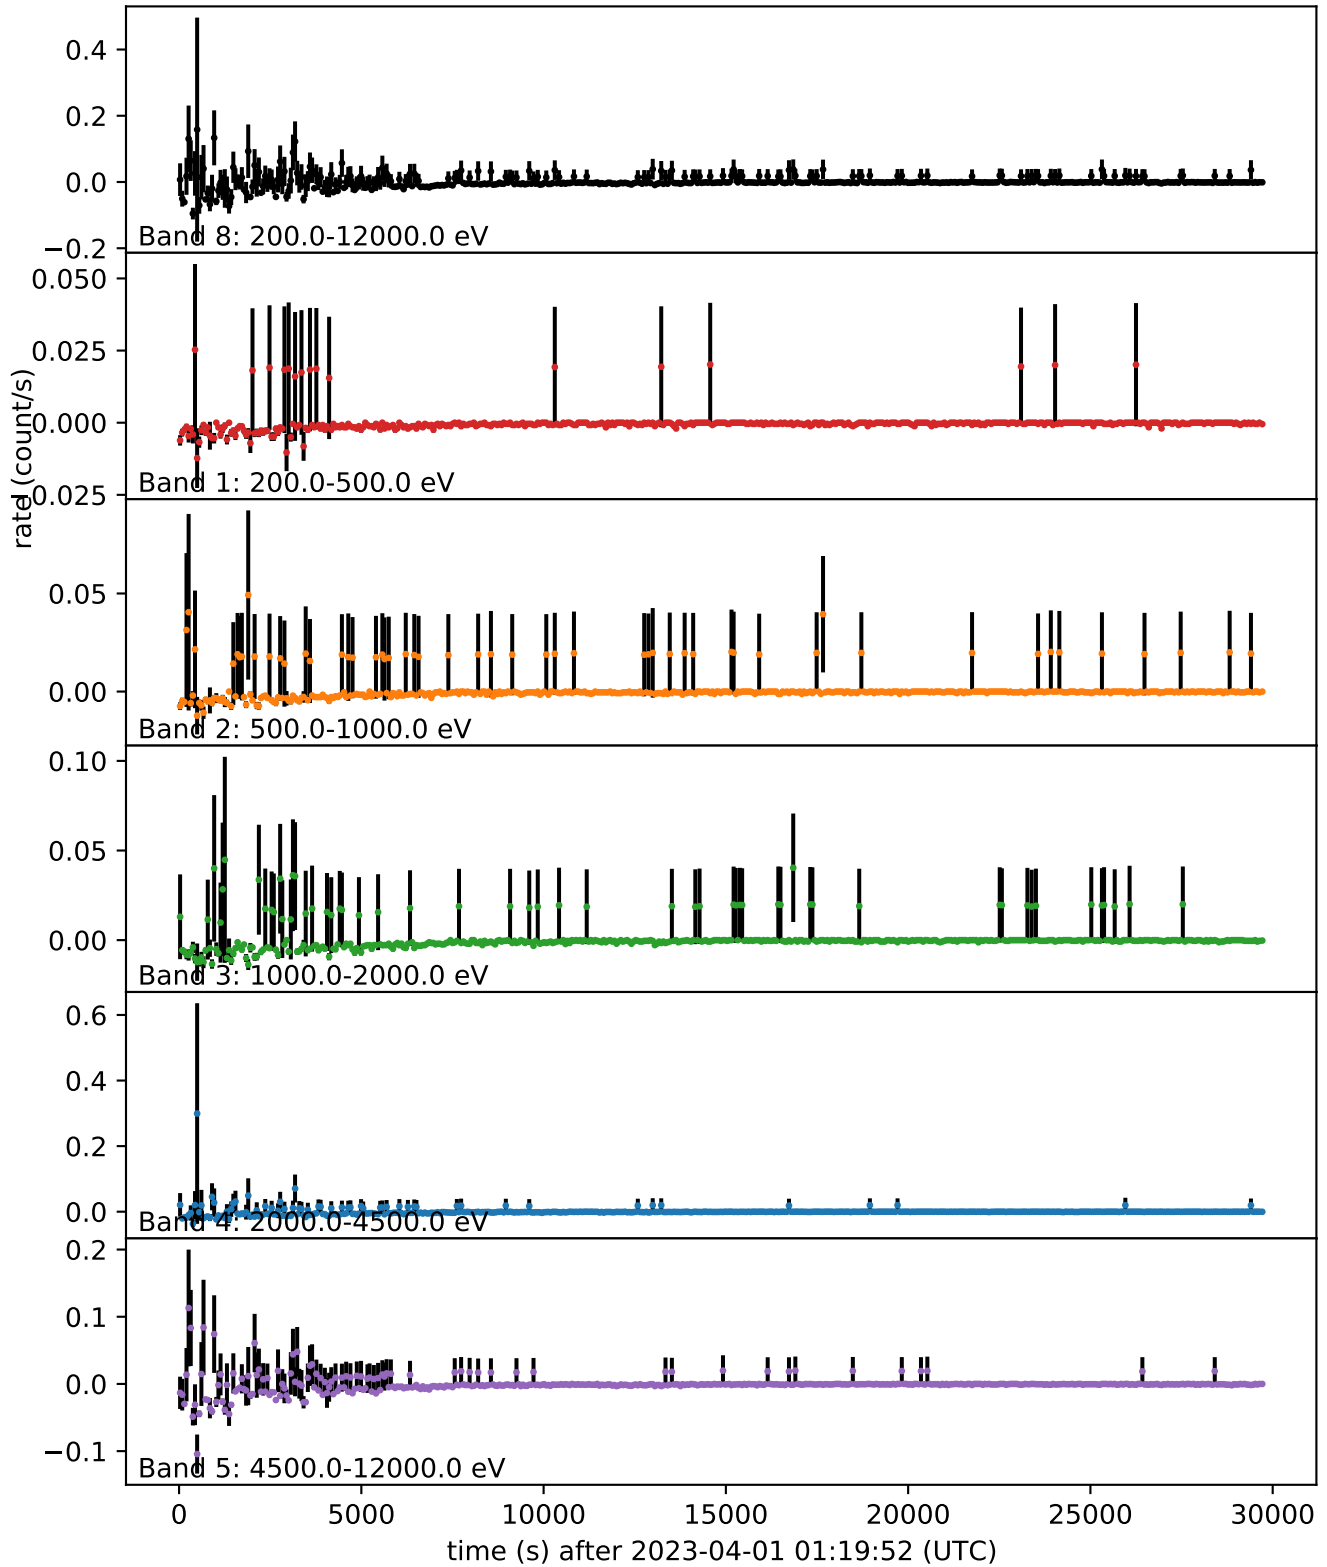 0.4
0.2
0.0
−0.2
Band 8: 200.0-12000.0 eV
0.050
0.025
0.000
0.025
Band 1: 200.0-500.0 eV
rate (count/s)
0.05
0.00
Band 2: 500.0-1000.0 eV
0.10
0.05
0.00
Band 3: 1000.0-2000.0 eV
0.6
0.4
0.2
0.0
Band 4: 2000.0-4500.0 eV
0.2
0.1
0.0
−0.1
Band 5: 4500.0-12000.0 eV
0 5000 10000 15000 20000 25000 30000
time (s) after 2023-04-01 01:19:52 (UTC)